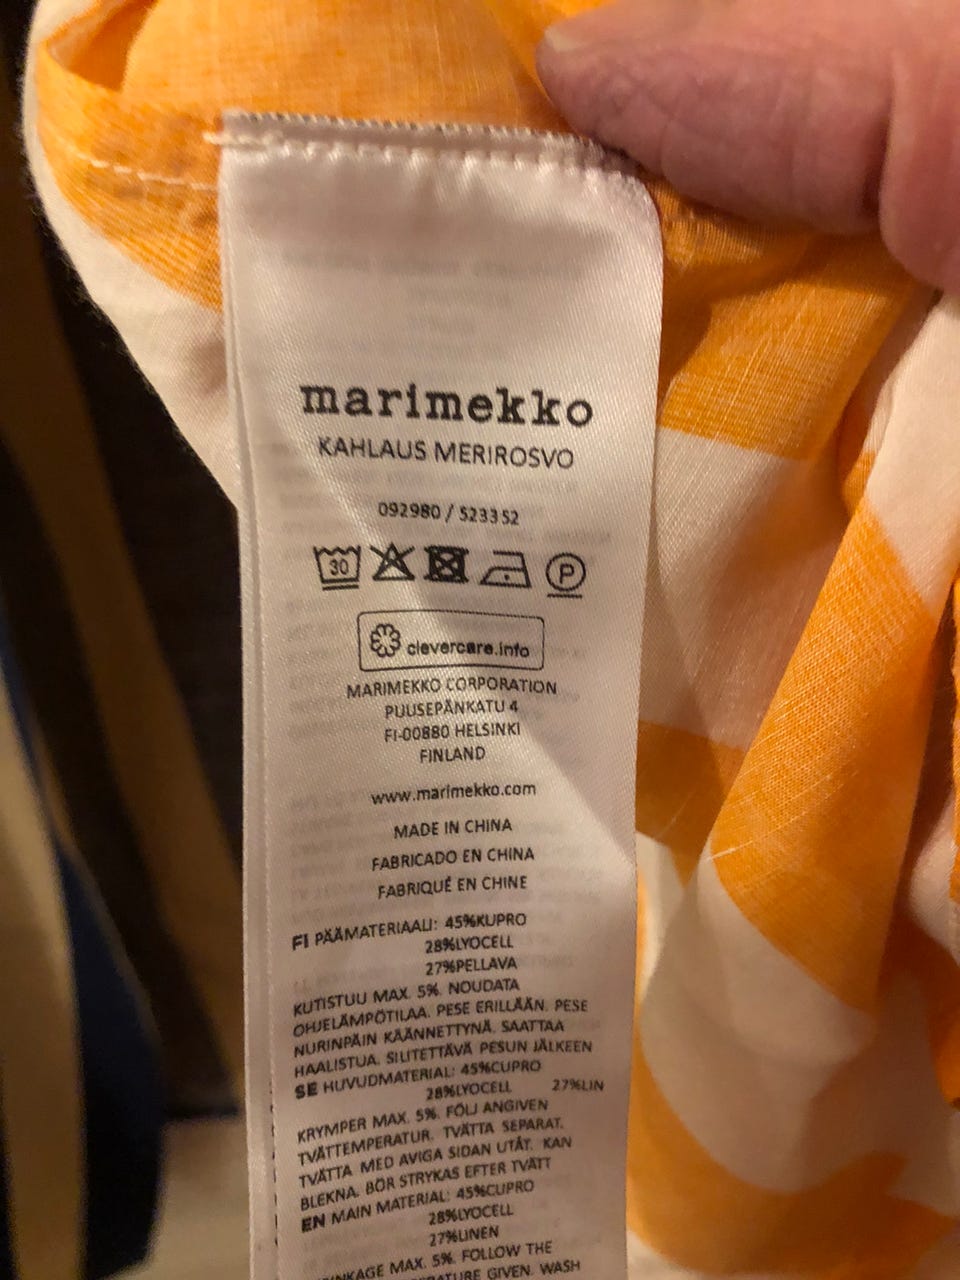 marimekko
KAHLAUS MERIROSVO
092980 / 523352
30
P
clevercare.info
MARIMEKKO CORPORATION
PUUSEPÄNKATU 4
FI-00880 HELSINKI
FINLAND
www.marimekko.com
MADE IN CHINA
FABRICADO EN CHINA
FABRIQUÉ EN CHINE
FI PÄÄMATERIAALI: 45%KUPRO
28%LYOCELL
27%PELLAVA
KUTISTUU MAX. 5%. NOUDATA
OHJELÄMPÖTILAA. PESE ERILLÄÄN. PESE
NURINPÄIN KÄÄNNETTYNÄ. SAATTAA
HAALISTUA. SILITETTÄVÄ PESUN JÄLKEEN
SE HUVUDMATERIAL: 45%CUPRO
28%LYOCELL 27%LIN
KRYMPER MAX. 5%. FÖLJ ANGIVEN
TVÄTTEMPERATUR. TVÄTTA SEPARAT.
TVÄTTA MED AVIGA SIDAN UTÅT. KAN
BLEKNA. BÖR STRYKAS EFTER TVÄTT
EN MAIN MATERIAL: 45%CUPRO
28%LYOCELL
27%LINEN
MAX. 5%. FOLLOW THE
GIVEN. WASH